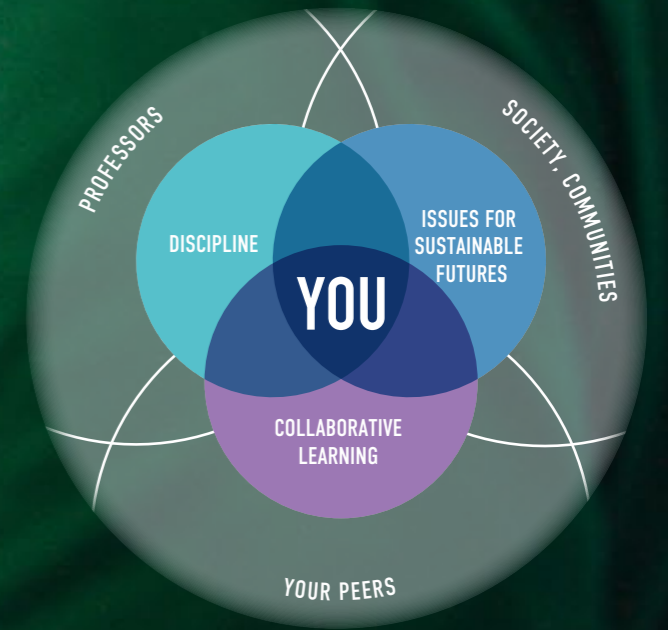 PROFESSORS
SOCIETY, COMMUNITIES
DISCIPLINE
ISSUES FOR
SUSTAINABLE
FUTURES
YOU
COLLABORATIVE
LEARNING
YOUR PEERS